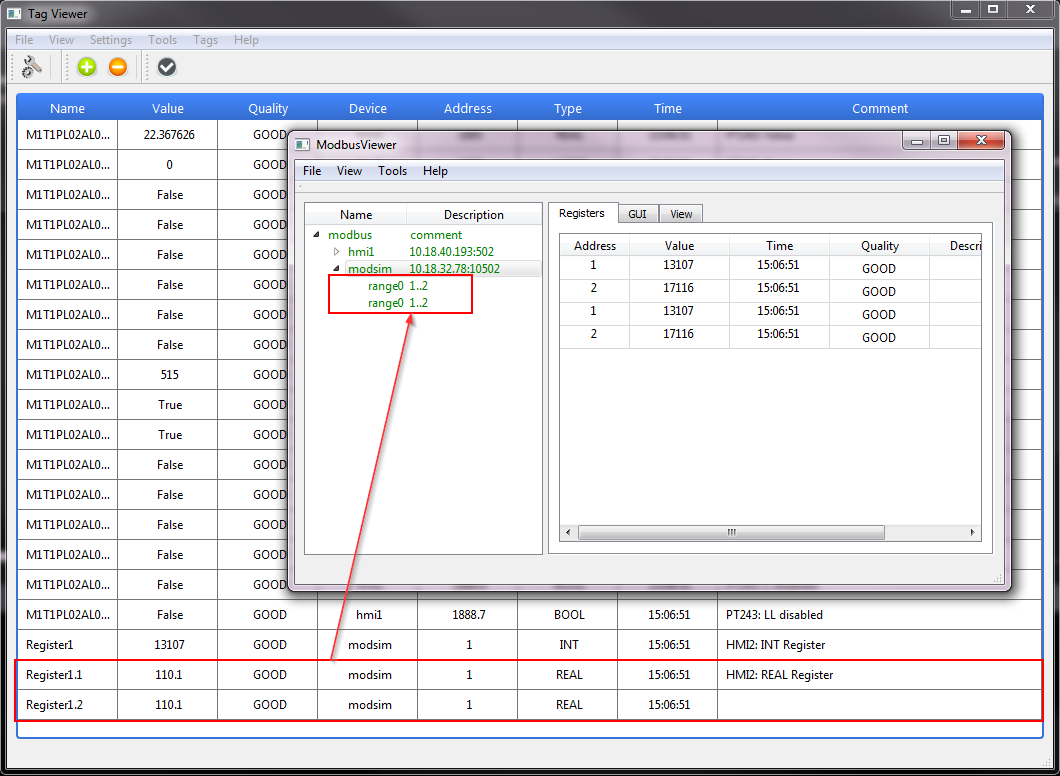 Tag Viewer
File View Settings Tools Tags Help
Name Value Quality Device Address Type Time Comment
M1T1PL02AL0... 22.367626 GOOD
M1T1PL02AL0... 0 GOOD
M1T1PL02AL0... False GOOD
M1T1PL02AL0... False GOOD
M1T1PL02AL0... False GOOD
M1T1PL02AL0... False GOOD
M1T1PL02AL0... False GOOD
M1T1PL02AL0... False GOOD
M1T1PL02AL0... 515 GOOD
M1T1PL02AL0... True GOOD
M1T1PL02AL0... True GOOD
M1T1PL02AL0... False GOOD
M1T1PL02AL0... False GOOD
M1T1PL02AL0... False GOOD
M1T1PL02AL0... False GOOD
M1T1PL02AL0... False GOOD
M1T1PL02AL0... False GOOD hmi1 1888.7 BOOL 15:06:51 PT243: LL disabled
Register1 13107 GOOD modsim 1 INT 15:06:51 HMI2: INT Register
Register1.1 110.1 GOOD modsim 1 REAL 15:06:51 HMI2: REAL Register
Register1.2 110.1 GOOD modsim 1 REAL 15:06:51
ModbusViewer
File View Tools Help
Name Description
modbus comment
hmi1 10.18.40.193:502
modsim 10.18.32.78:10502
range0 1..2
range0 1..2
Registers GUI View
Address Value Time Quality Descri
1 13107 15:06:51 GOOD
2 17116 15:06:51 GOOD
1 13107 15:06:51 GOOD
2 17116 15:06:51 GOOD